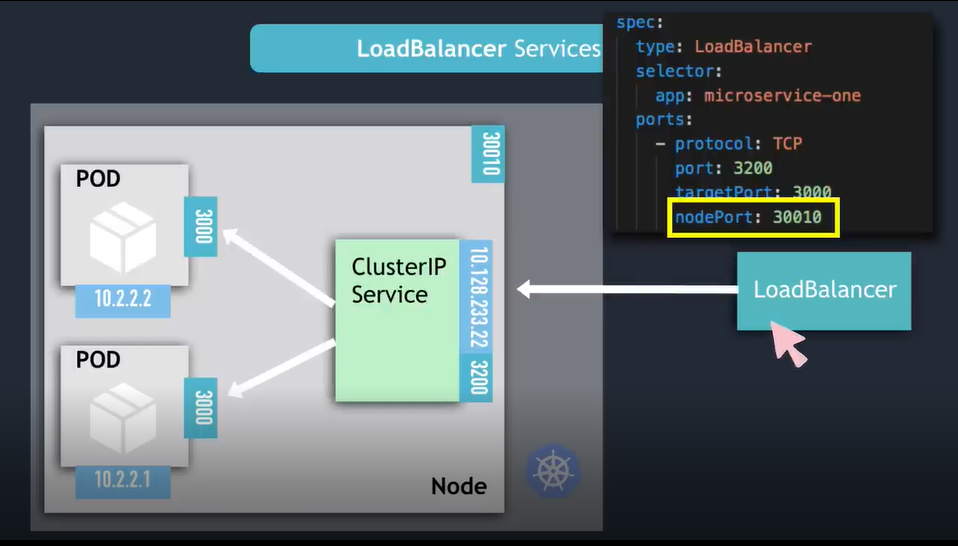 LoadBalancer Services
spec:
type: LoadBalancer
selector:
app: microservice-one
ports:
- protocol: TCP
port: 3200
targetPort: 3000
nodePort: 30010
30010
POD
3000
10.2.2.2
ClusterIP
Service
10.128.233.22
3200
LoadBalancer
POD
3000
10.2.2.1
Node